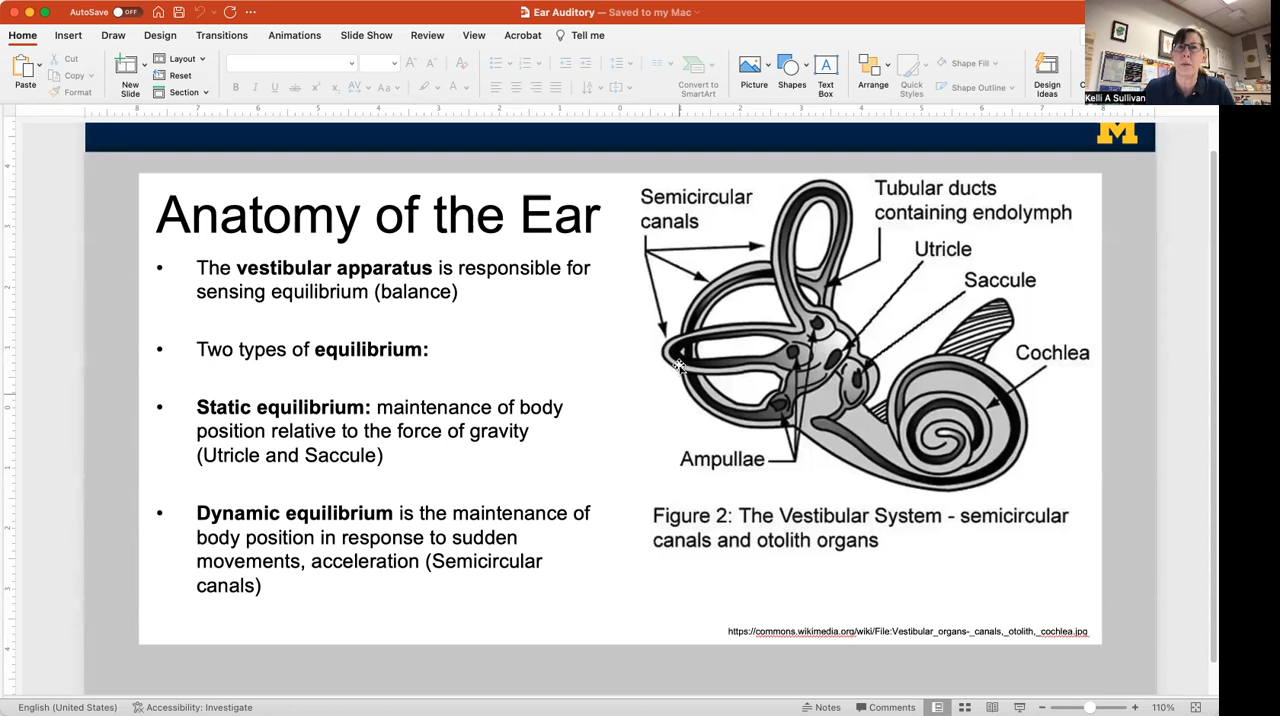 AutoSave OFF
Ear Auditory — Saved to my Mac
Home Insert Draw Design Transitions Animations Slide Show Review View Acrobat Tell me
Paste
Cut
Copy
Format
New Slide
Layout
Reset
Section
Convert to SmartArt
Picture
Shapes
Text Box
Arrange
Quick Styles
Shape Fill
Shape Outline
Design Ideas
Kelli A Sullivan
M
Anatomy of the Ear
• The vestibular apparatus is responsible for
sensing equilibrium (balance)
• Two types of equilibrium:
• Static equilibrium: maintenance of body
position relative to the force of gravity
(Utricle and Saccule)
• Dynamic equilibrium is the maintenance of
body position in response to sudden
movements, acceleration (Semicircular
canals)
Semicircular
canals
Tubular ducts
containing endolymph
Utricle
Saccule
Cochlea
Ampullae
Figure 2: The Vestibular System - semicircular
canals and otolith organs
https://commons.wikimedia.org/wiki/File:Vestibular_organs-_canals,_otolith,_cochlea.jpg
English (United States) Accessibility: Investigate Notes Comments 110%